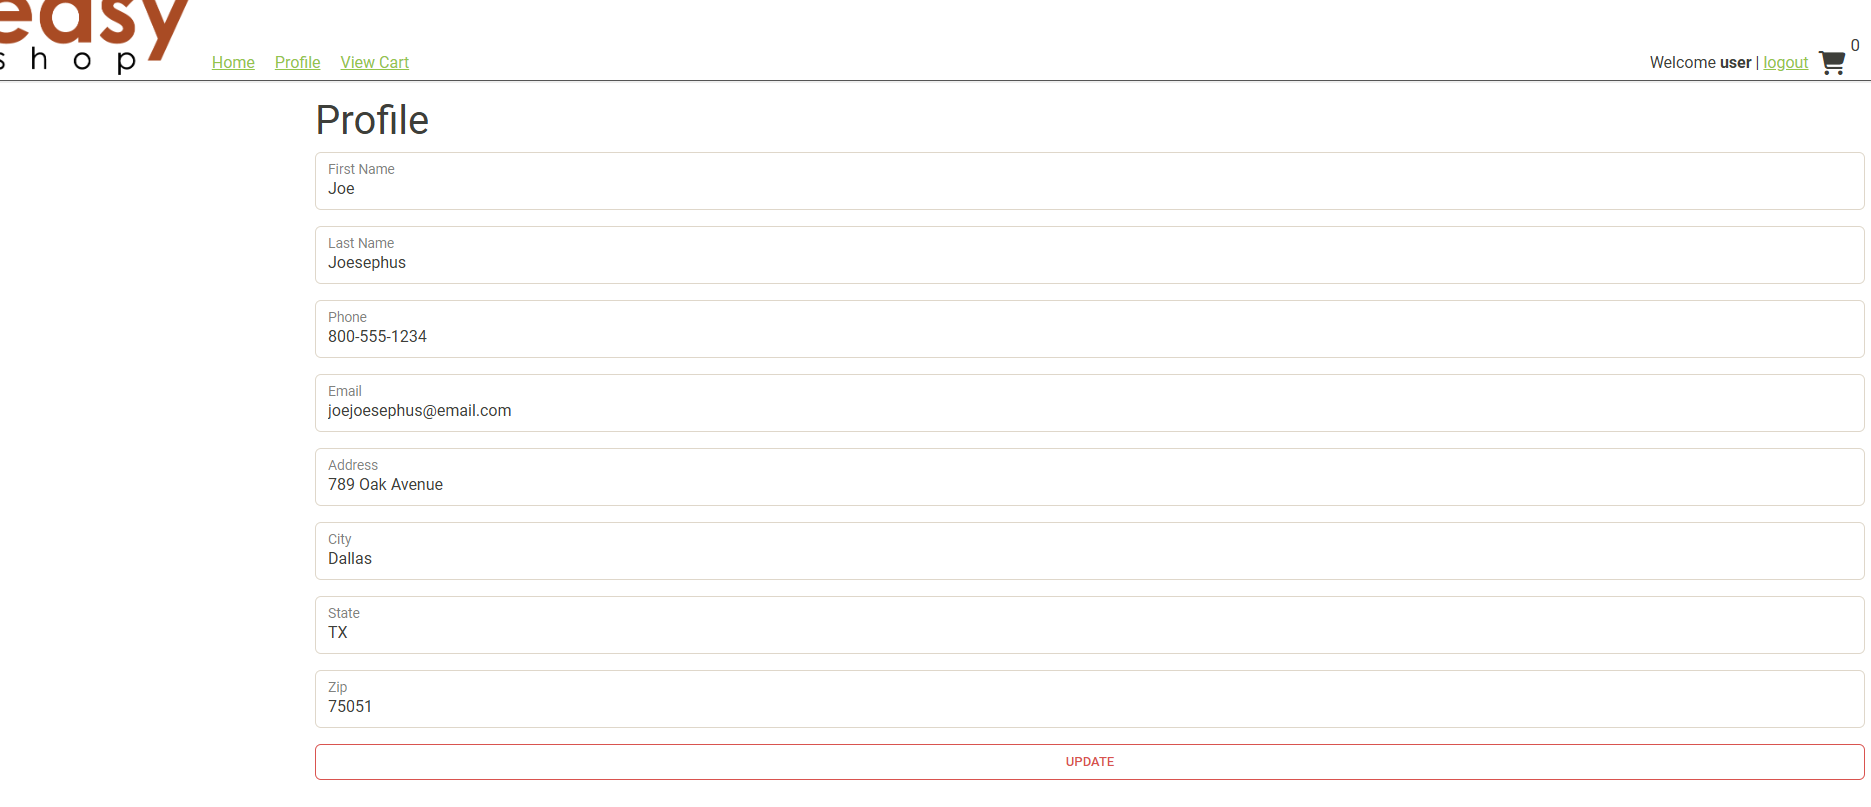 easy
shop
Home Profile View Cart
Welcome user | logout 0
Profile
First Name
Joe
Last Name
Joesephus
Phone
800-555-1234
Email
joejoesephus@email.com
Address
789 Oak Avenue
City
Dallas
State
TX
Zip
75051
UPDATE